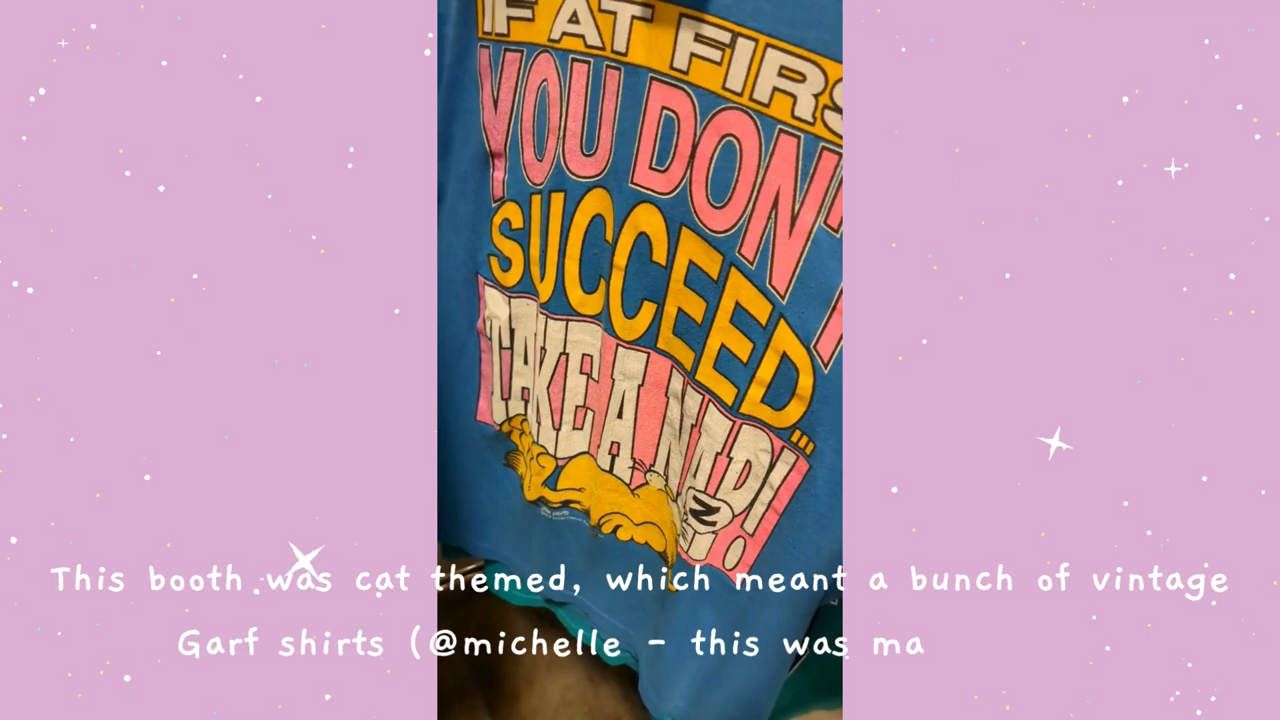 IF AT FIRS
YOU DON'T
SUCCEED...
TAKE A NAP!
Z
This booth was cat themed, which meant a bunch of vintage
Garf shirts (@michelle - this was ma